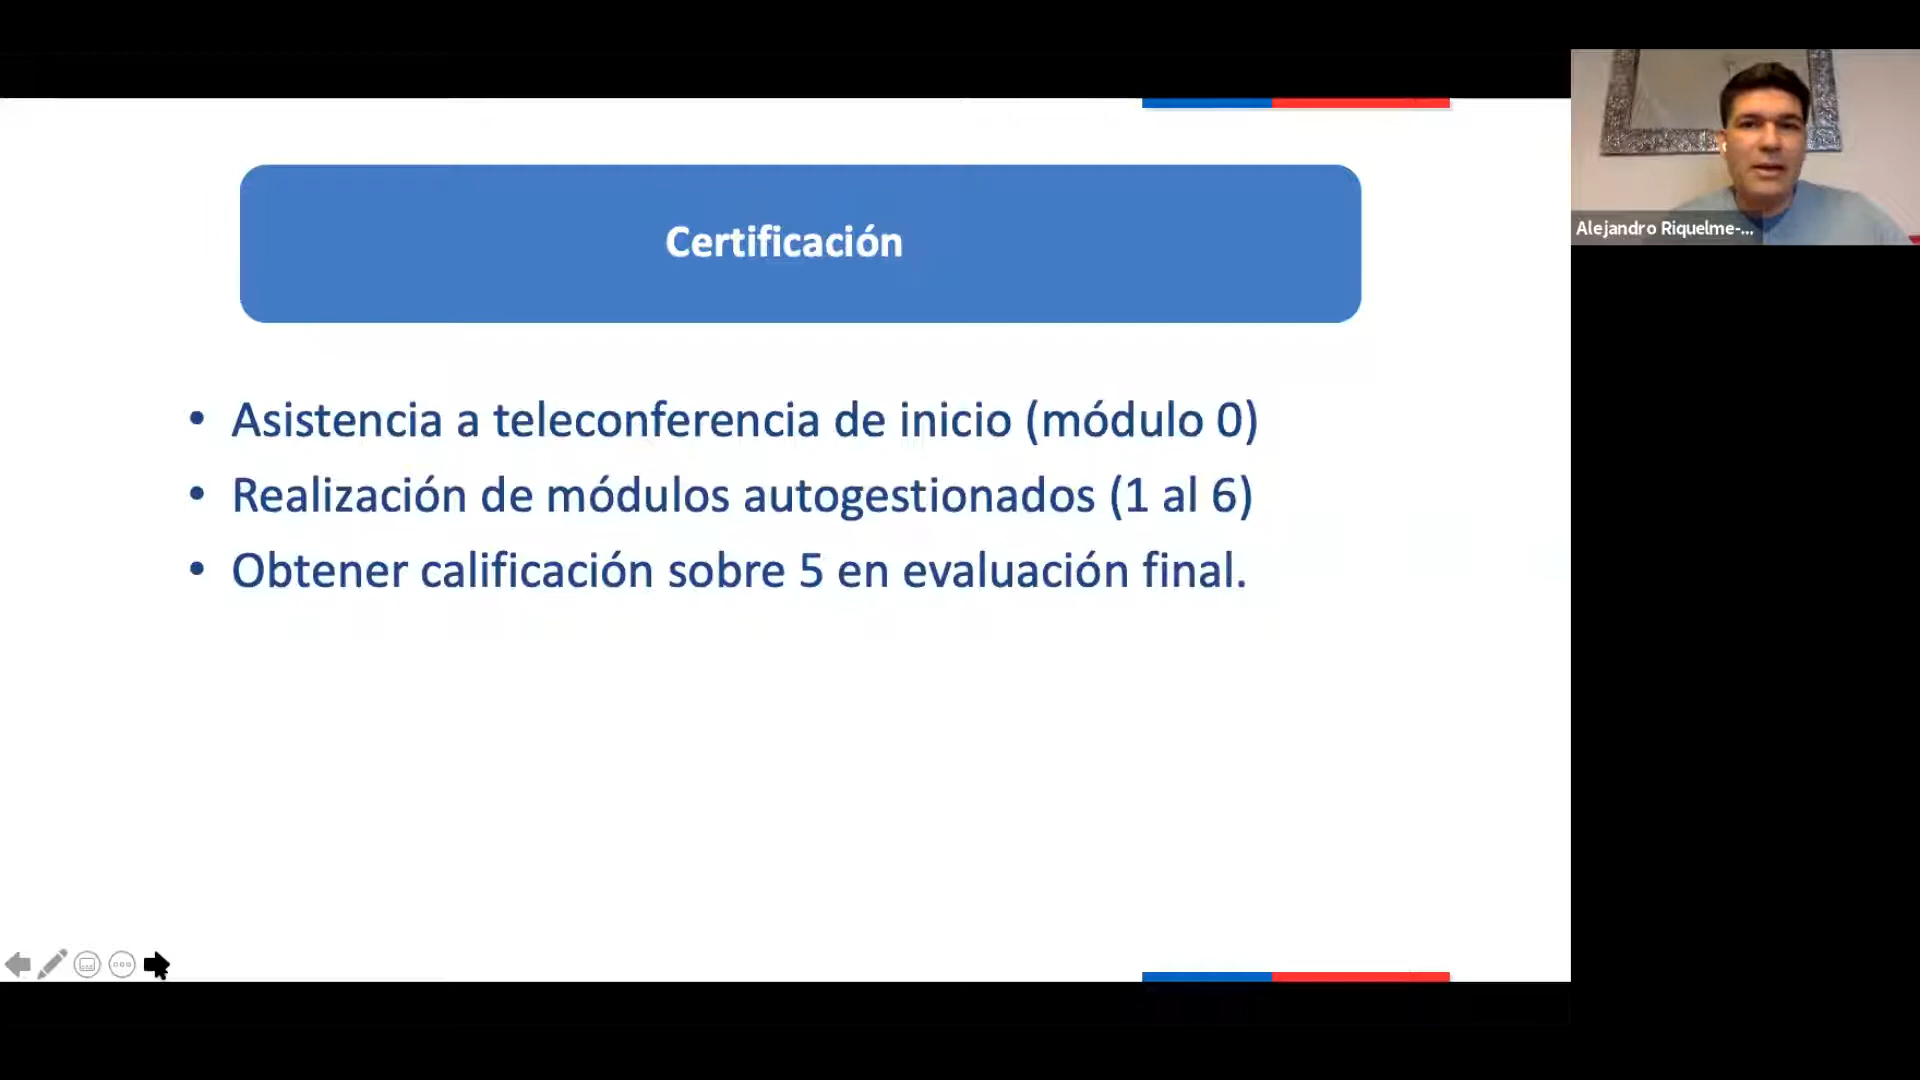 Certificación
• Asistencia a teleconferencia de inicio (módulo 0)
• Realización de módulos autogestionados (1 al 6)
• Obtener calificación sobre 5 en evaluación final.
Alejandro Riquelme-...